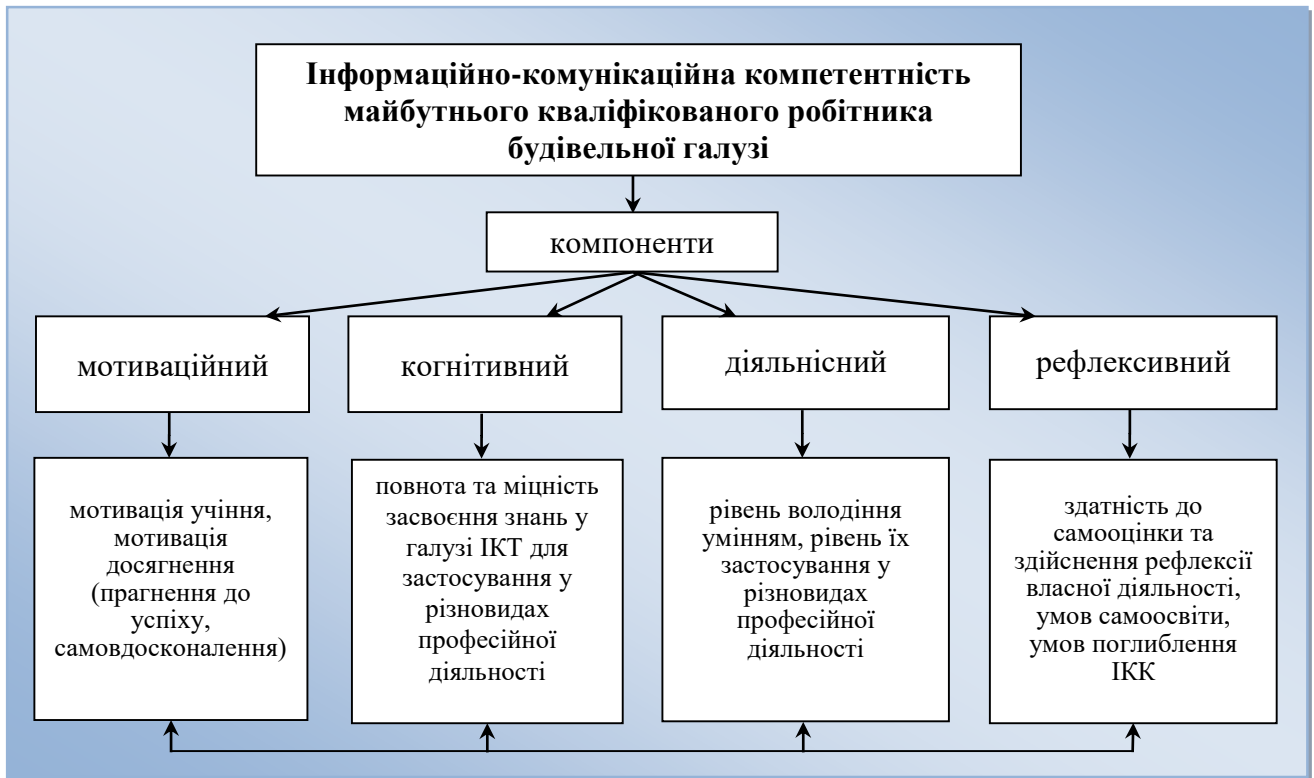 Інформаційно-комунікаційна компетентність
майбутнього кваліфікованого робітника
будівельної галузі
компоненти
мотиваційний
когнітивний
діяльнісний
рефлексивний
мотивація учіння,
мотивація
досягнення
(прагнення до
успіху,
самовдосконалення)
повнота та міцність
засвоєння знань у
галузі ІКТ для
застосування у
різновидах
професійної
діяльності
рівень володіння
умінням, рівень їх
застосування у
різновидах
професійної
діяльності
здатність до
самооцінки та
здійснення рефлексії
власної діяльності,
умов самоосвіти,
умов поглиблення
ІКК